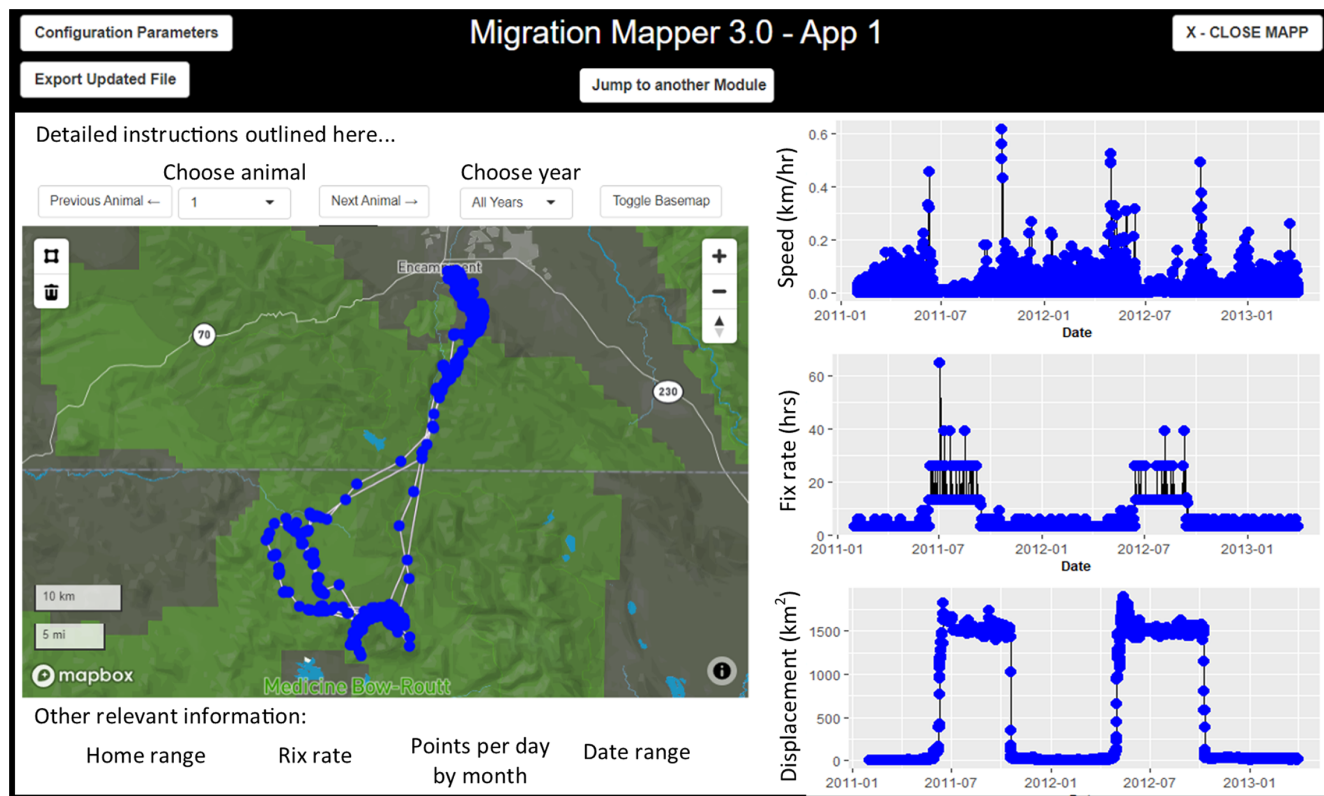 Configuration Parameters
Migration Mapper 3.0 - App 1
X - CLOSE MAPP
Export Updated File
Jump to another Module
Detailed instructions outlined here...
Choose animal
Choose year
Previous Animal ←
1
Next Animal →
All Years
Toggle Basemap
Encampment
70
230
10 km
5 mi
mapbox
Medicine Bow-Routt
Other relevant information:
Home range
Rix rate
Points per day
by month
Date range
Speed (km/hr)
0.6
0.4
0.2
0.0
2011-01
2011-07
2012-01
2012-07
2013-01
Date
Fix rate (hrs)
60
40
20
0
2011-01
2011-07
2012-01
2012-07
2013-01
Date
Displacement (km²)
1500
1000
500
0
2011-01
2011-07
2012-01
2012-07
2013-01